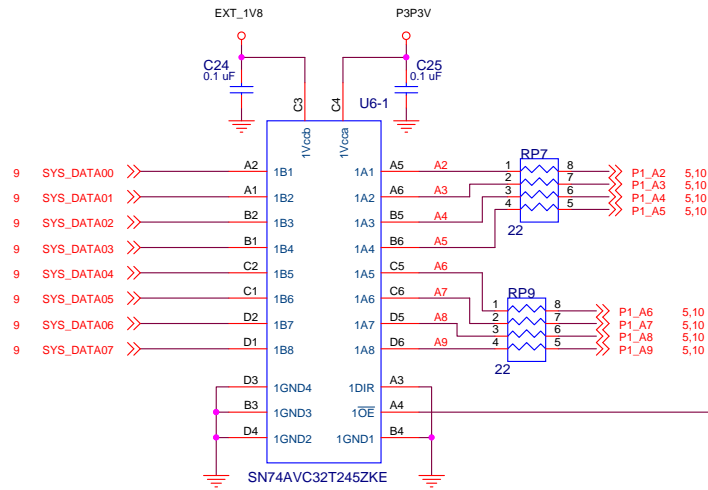 EXT_1V8 P3P3V
C24 C25
0.1 uF 0.1 uF
C3 C4 U6-1
1Vccb 1Vcca
RP7
9 SYS_DATA00 A2 1B1 1A1 A5 A2 1 8 P1_A2 5,10
2 7 P1_A3 5,10
9 SYS_DATA01 A1 1B2 1A2 A6 A3 3 6 P1_A4 5,10
4 5 P1_A5 5,10
9 SYS_DATA02 B2 1B3 1A3 B5 A4
22
9 SYS_DATA03 B1 1B4 1A4 B6 A5
9 SYS_DATA04 C2 1B5 1A5 C5 A6
RP9
9 SYS_DATA05 C1 1B6 1A6 C6 A7
1 8 P1_A6 5,10
9 SYS_DATA06 D2 1B7 1A7 D5 A8 2 7 P1_A7 5,10
3 6 P1_A8 5,10
9 SYS_DATA07 D1 1B8 1A8 D6 A9 4 5 P1_A9 5,10
22
D3 1GND4 1DIR A3
B3 1GND3 1OE A4
D4 1GND2 1GND1 B4
SN74AVC32T245ZKE